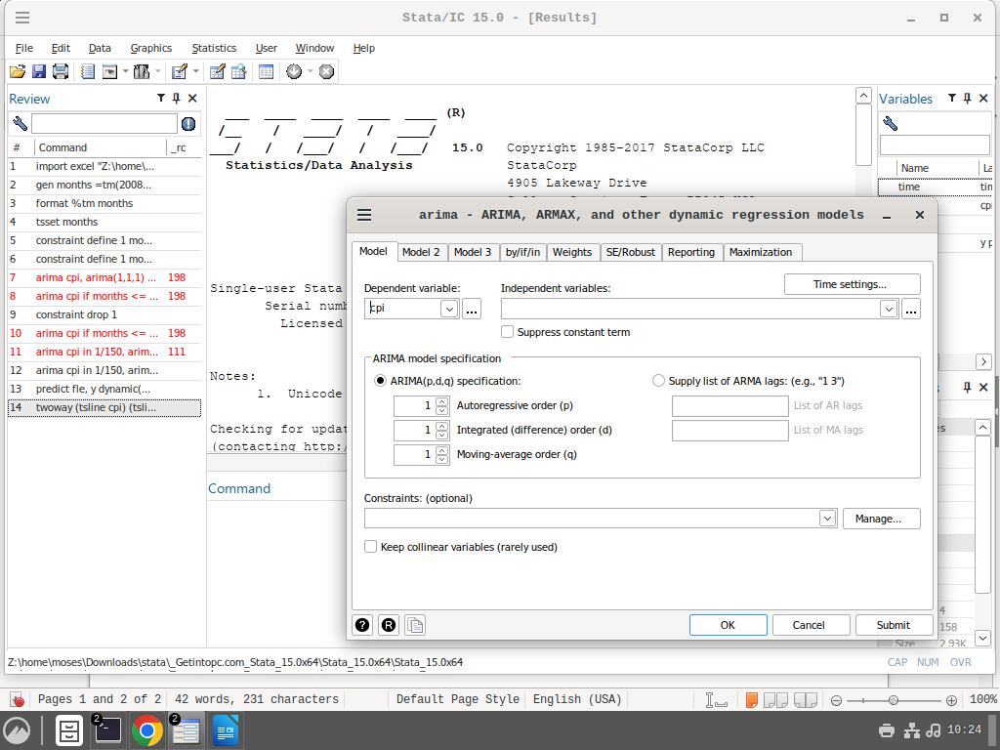 Stata/IC 15.0 - [Results]
File Edit Data Graphics Statistics User Window Help
Review
# Command _rc
1 import excel "Z:\home\...
2 gen months =tm(2008...
3 format %tm months
4 tsset months
5 constraint define 1 mo...
6 constraint define 1 mo...
7 arima cpi, arima(1,1,1) ... 198
8 arima cpi if months <= ... 198
9 constraint drop 1
10 arima cpi if months <= ... 198
11 arima cpi in 1/150, arim... 111
12 arima cpi in 1/150, arim...
13 predict fle, y dynamic(...
14 twoway (tsline cpi) (tsli...
(R)
15.0 Copyright 1985-2017 StataCorp LLC
Statistics/Data Analysis StataCorp
4905 Lakeway Drive
Single-user Stata
Serial numb
Licensed
Notes:
1. Unicode
Checking for updat
(contacting http:/
Command
Variables
Name La
time tim
cpi
y p
es
4
158
Size 2.93K
arima - ARIMA, ARMAX, and other dynamic regression models
Model Model 2 Model 3 by/if/in Weights SE/Robust Reporting Maximization
Time settings...
Dependent variable: Independent variables:
cpi ... ...
Suppress constant term
ARIMA model specification
ARIMA(p,d,q) specification: Supply list of ARMA lags: (e.g., "1 3")
1 Autoregressive order (p) List of AR lags
1 Integrated (difference) order (d) List of MA lags
1 Moving-average order (q)
Constraints: (optional)
Manage...
Keep collinear variables (rarely used)
? R OK Cancel Submit
Z:\home\moses\Downloads\stata\_Getintopc.com_Stata_15.0x64\Stata_15.0x64\Stata_15.0x64
CAP NUM OVR
Pages 1 and 2 of 2 42 words, 231 characters Default Page Style English (USA) 100%
2 2 10:24